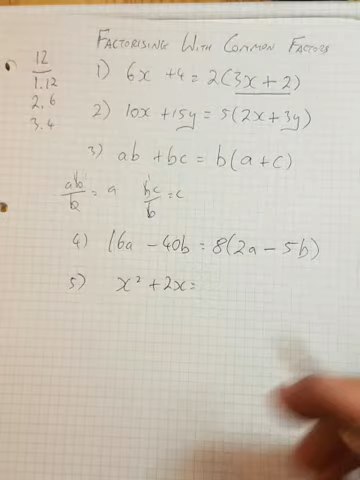 FACTORISING WITH COMMON FACTORS
12
1.12
2.6
3.4
1) 6x + 4 = 2(3x + 2)
2) 10x + 15y = 5(2x + 3y)
3) ab + bc = b(a + c)
ab/b = a bc/b = c
4) 16a - 40b = 8(2a - 5b)
5) x² + 2x =